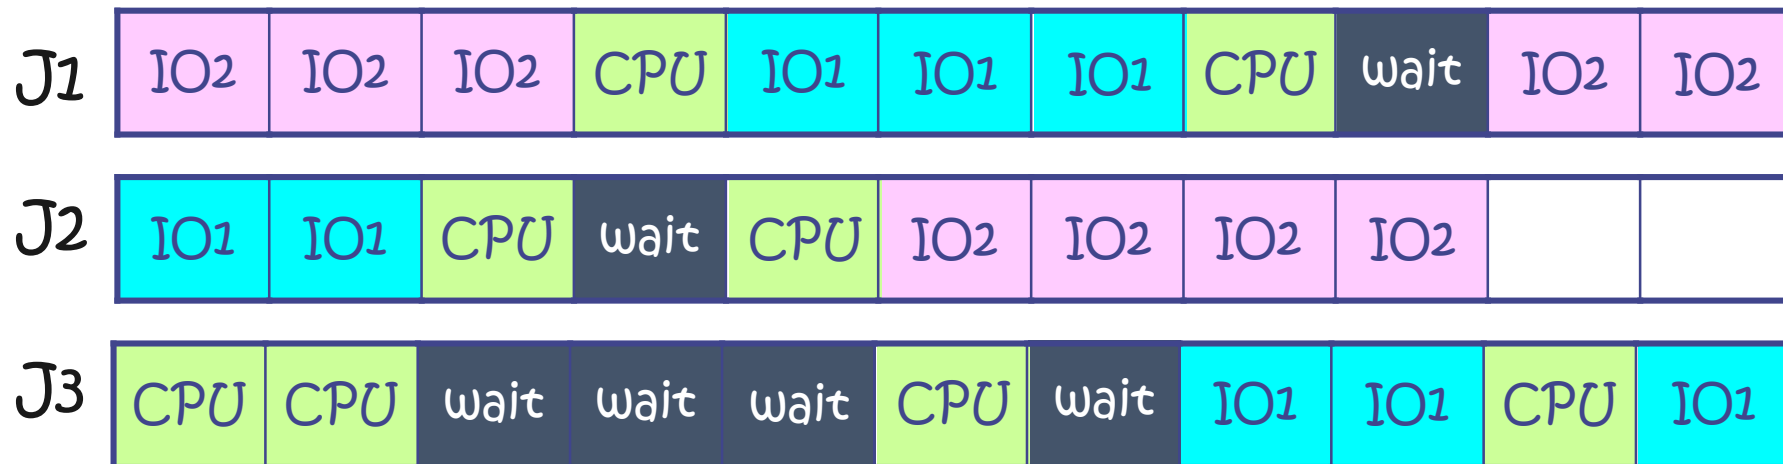 J1 IO2 IO2 IO2 CPU IO1 IO1 IO1 CPU wait IO2 IO2
J2 IO1 IO1 CPU wait CPU IO2 IO2 IO2 IO2
J3 CPU CPU wait wait wait CPU wait IO1 IO1 CPU IO1